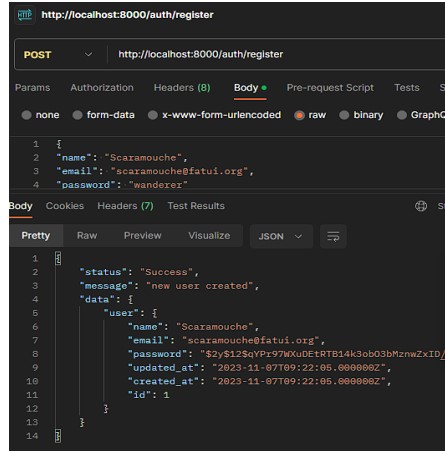 HTTP http://localhost:8000/auth/register
POST http://localhost:8000/auth/register
Params Authorization Headers (8) Body Pre-request Script Tests
none form-data x-www-form-urlencoded raw binary GraphQ
1 {
2 "name": "Scaramouche",
3 "email": "scaramouche@fatui.org",
4 "password": "wanderer"
Body Cookies Headers (7) Test Results
Pretty Raw Preview Visualize JSON
1 {
2 "status": "Success",
3 "message": "new user created",
4 "data": {
5 "user": {
6 "name": "Scaramouche",
7 "email": "scaramouche@fatui.org",
8 "password":
9 "updated_at": "2023-11-07T09:22:05.000000Z",
10 "created_at": "2023-11-07T09:22:05.000000Z",
11 "id": 1
12 }
13 }
14 }